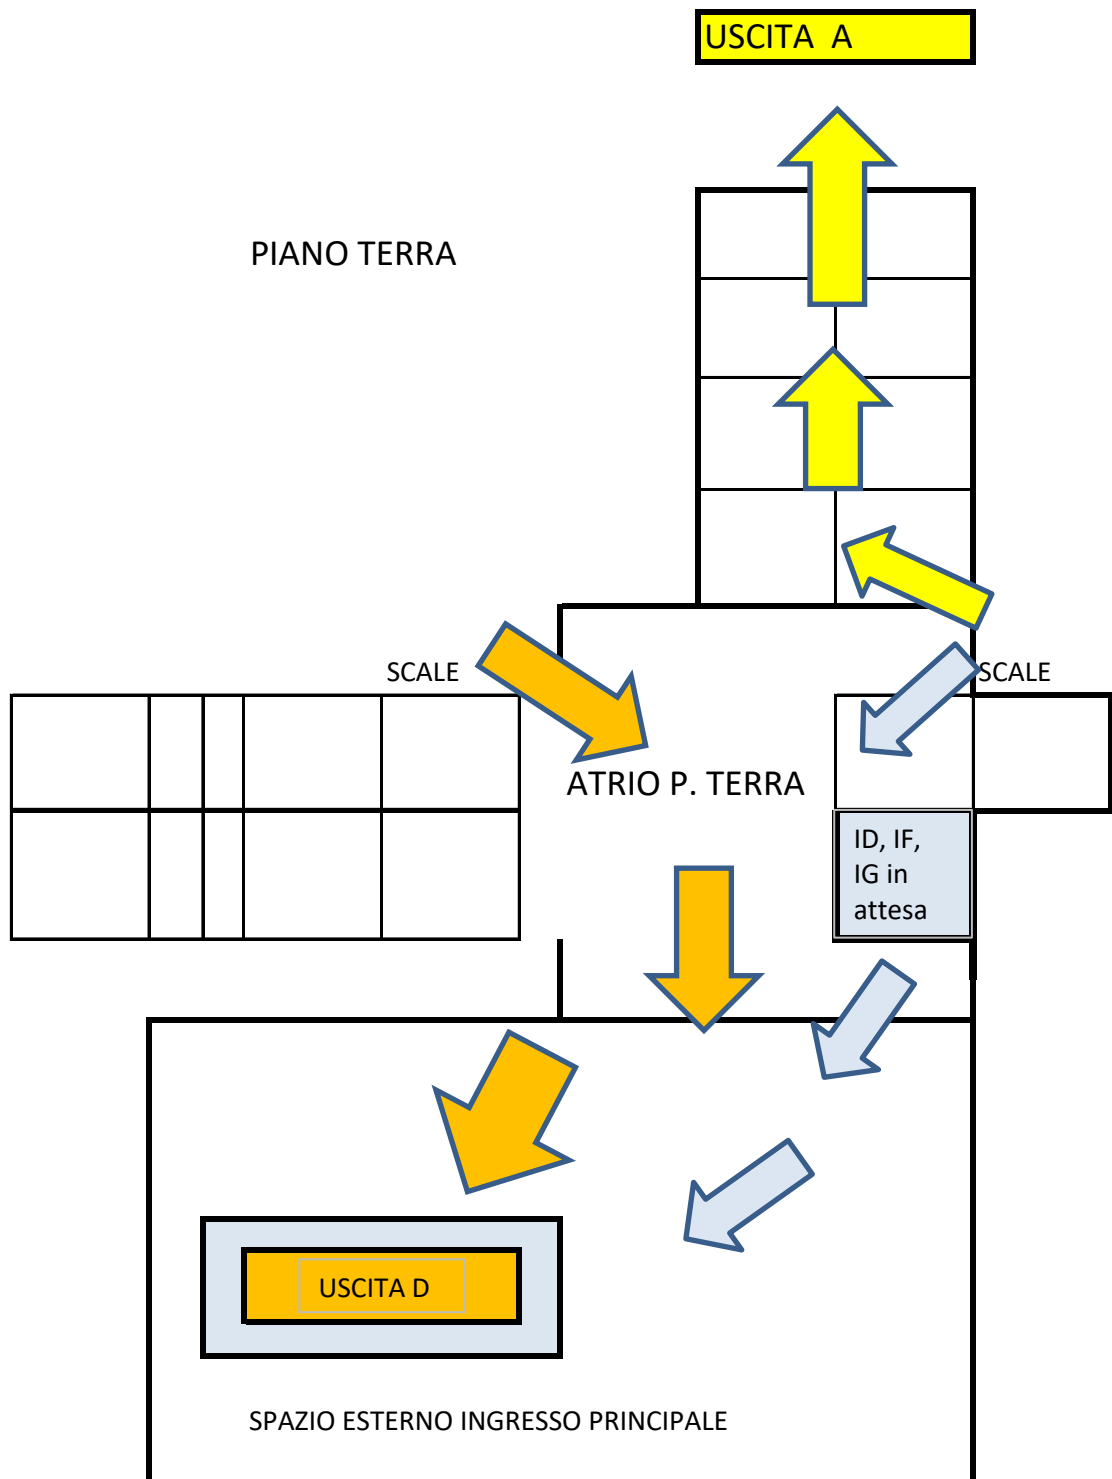 USCITA  A
PIANO TERRA
SCALE
SCALE
ATRIO P. TERRA
ID, IF,
IG in
attesa
USCITA D
SPAZIO ESTERNO INGRESSO PRINCIPALE